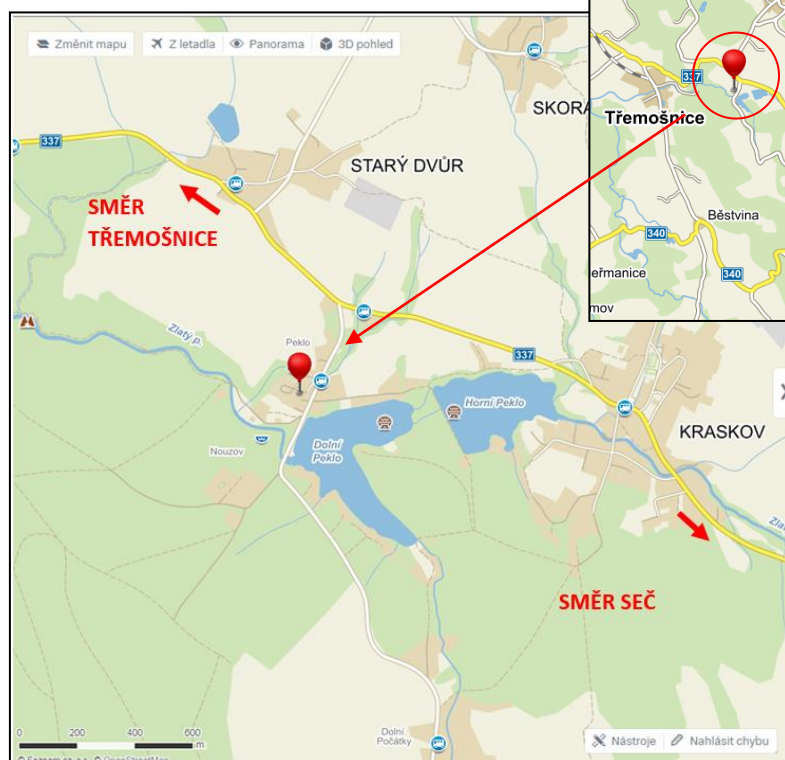 Změnit mapu
Z letadla
Panorama
3D pohled
337
Třemošnice
Běstvina
340
340
337
SKORA
STARÝ DVŮR
SMĚR
TŘEMOŠNICE
Zlatý p.
Peklo
337
Horní Peklo
Dolní
Peklo
Nouzov
KRASKOV
SMĚR SEČ
Dolní
Počátky
0 200 400 600
m
Nástroje
Nahlásit chybu